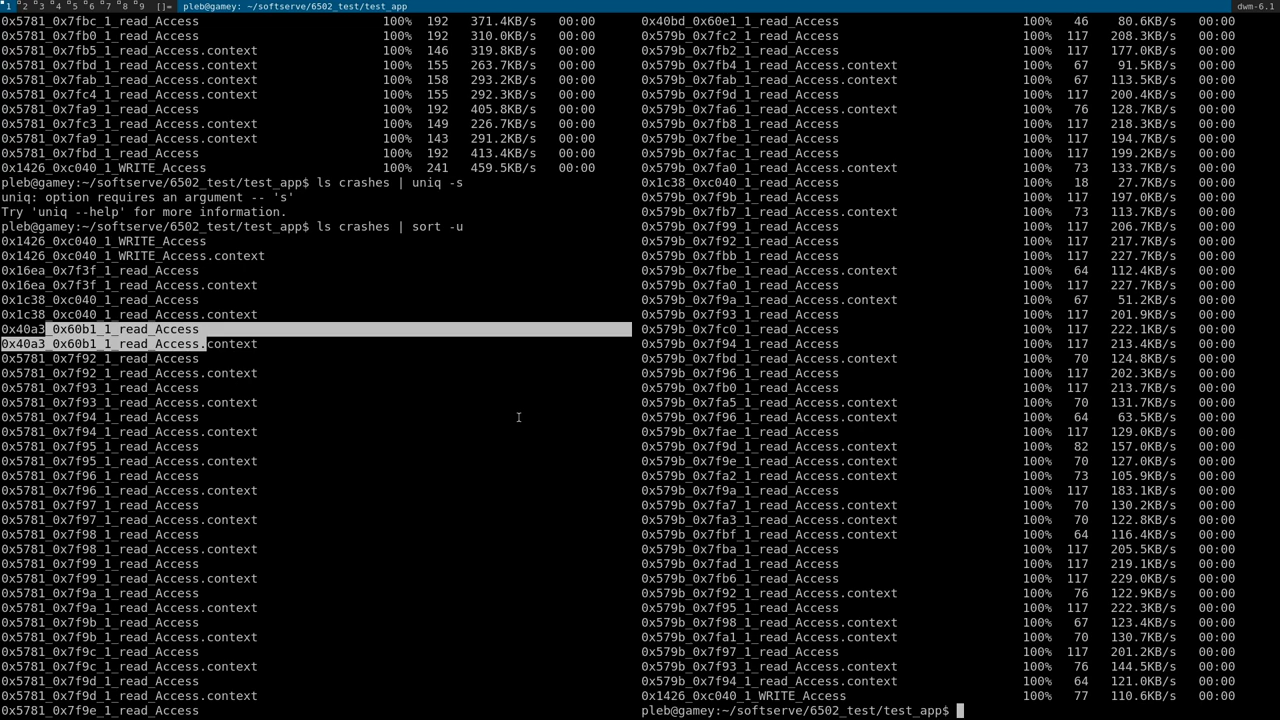 1 2 3 4 5 6 7 8 9 []= pleb@gamey: ~/softserve/6502_test/test_app dwm-6.1
0x5781_0x7fbc_1_read_Access 100% 192 371.4KB/s 00:00
0x5781_0x7fb0_1_read_Access 100% 192 310.0KB/s 00:00
0x5781_0x7fb5_1_read_Access.context 100% 146 319.8KB/s 00:00
0x5781_0x7fbd_1_read_Access.context 100% 155 263.7KB/s 00:00
0x5781_0x7fab_1_read_Access.context 100% 158 293.2KB/s 00:00
0x5781_0x7fc4_1_read_Access.context 100% 155 292.3KB/s 00:00
0x5781_0x7fa9_1_read_Access 100% 192 405.8KB/s 00:00
0x5781_0x7fc3_1_read_Access.context 100% 149 226.7KB/s 00:00
0x5781_0x7fa9_1_read_Access.context 100% 143 291.2KB/s 00:00
0x5781_0x7fbd_1_read_Access 100% 192 413.4KB/s 00:00
0x1426_0xc040_1_WRITE_Access 100% 241 459.5KB/s 00:00
pleb@gamey:~/softserve/6502_test/test_app$ ls crashes | uniq -s
uniq: option requires an argument -- 's'
Try 'uniq --help' for more information.
pleb@gamey:~/softserve/6502_test/test_app$ ls crashes | sort -u
0x1426_0xc040_1_WRITE_Access
0x1426_0xc040_1_WRITE_Access.context
0x16ea_0x7f3f_1_read_Access
0x16ea_0x7f3f_1_read_Access.context
0x1c38_0xc040_1_read_Access
0x1c38_0xc040_1_read_Access.context
0x40a3_0x60b1_1_read_Access
0x40a3_0x60b1_1_read_Access.context
0x5781_0x7f92_1_read_Access
0x5781_0x7f92_1_read_Access.context
0x5781_0x7f93_1_read_Access
0x5781_0x7f93_1_read_Access.context
0x5781_0x7f94_1_read_Access
0x5781_0x7f94_1_read_Access.context
0x5781_0x7f95_1_read_Access
0x5781_0x7f95_1_read_Access.context
0x5781_0x7f96_1_read_Access
0x5781_0x7f96_1_read_Access.context
0x5781_0x7f97_1_read_Access
0x5781_0x7f97_1_read_Access.context
0x5781_0x7f98_1_read_Access
0x5781_0x7f98_1_read_Access.context
0x5781_0x7f99_1_read_Access
0x5781_0x7f99_1_read_Access.context
0x5781_0x7f9a_1_read_Access
0x5781_0x7f9a_1_read_Access.context
0x5781_0x7f9b_1_read_Access
0x5781_0x7f9b_1_read_Access.context
0x5781_0x7f9c_1_read_Access
0x5781_0x7f9c_1_read_Access.context
0x5781_0x7f9d_1_read_Access
0x5781_0x7f9d_1_read_Access.context
0x5781_0x7f9e_1_read_Access
0x40bd_0x60e1_1_read_Access 100% 46 80.6KB/s 00:00
0x579b_0x7fc2_1_read_Access 100% 117 208.3KB/s 00:00
0x579b_0x7fb2_1_read_Access 100% 117 177.0KB/s 00:00
0x579b_0x7fb4_1_read_Access.context 100% 67 91.5KB/s 00:00
0x579b_0x7fab_1_read_Access.context 100% 67 113.5KB/s 00:00
0x579b_0x7f9d_1_read_Access 100% 117 200.4KB/s 00:00
0x579b_0x7fa6_1_read_Access.context 100% 76 128.7KB/s 00:00
0x579b_0x7fb8_1_read_Access 100% 117 218.3KB/s 00:00
0x579b_0x7fbe_1_read_Access 100% 117 194.7KB/s 00:00
0x579b_0x7fac_1_read_Access 100% 117 199.2KB/s 00:00
0x579b_0x7fa0_1_read_Access.context 100% 73 133.7KB/s 00:00
0x1c38_0xc040_1_read_Access 100% 18 27.7KB/s 00:00
0x579b_0x7f9b_1_read_Access 100% 117 197.0KB/s 00:00
0x579b_0x7fb7_1_read_Access.context 100% 73 113.7KB/s 00:00
0x579b_0x7f99_1_read_Access 100% 117 206.7KB/s 00:00
0x579b_0x7f92_1_read_Access 100% 117 217.7KB/s 00:00
0x579b_0x7fbb_1_read_Access 100% 117 227.7KB/s 00:00
0x579b_0x7fbe_1_read_Access.context 100% 64 112.4KB/s 00:00
0x579b_0x7fa0_1_read_Access 100% 117 227.7KB/s 00:00
0x579b_0x7f9a_1_read_Access.context 100% 67 51.2KB/s 00:00
0x579b_0x7f93_1_read_Access 100% 117 201.9KB/s 00:00
0x579b_0x7fc0_1_read_Access 100% 117 222.1KB/s 00:00
0x579b_0x7f94_1_read_Access 100% 117 213.4KB/s 00:00
0x579b_0x7fbd_1_read_Access.context 100% 70 124.8KB/s 00:00
0x579b_0x7f96_1_read_Access 100% 117 202.3KB/s 00:00
0x579b_0x7fb0_1_read_Access 100% 117 213.7KB/s 00:00
0x579b_0x7fa5_1_read_Access.context 100% 70 131.7KB/s 00:00
0x579b_0x7f96_1_read_Access.context 100% 64 63.5KB/s 00:00
0x579b_0x7fae_1_read_Access 100% 117 129.0KB/s 00:00
0x579b_0x7f9d_1_read_Access.context 100% 82 157.0KB/s 00:00
0x579b_0x7f9e_1_read_Access.context 100% 70 127.0KB/s 00:00
0x579b_0x7fa2_1_read_Access.context 100% 73 105.9KB/s 00:00
0x579b_0x7f9a_1_read_Access 100% 117 183.1KB/s 00:00
0x579b_0x7fa7_1_read_Access.context 100% 70 130.2KB/s 00:00
0x579b_0x7fa3_1_read_Access.context 100% 70 122.8KB/s 00:00
0x579b_0x7fbf_1_read_Access.context 100% 64 116.4KB/s 00:00
0x579b_0x7fba_1_read_Access 100% 117 205.5KB/s 00:00
0x579b_0x7fad_1_read_Access 100% 117 219.1KB/s 00:00
0x579b_0x7fb6_1_read_Access 100% 117 229.0KB/s 00:00
0x579b_0x7f92_1_read_Access.context 100% 76 122.9KB/s 00:00
0x579b_0x7f95_1_read_Access 100% 117 222.3KB/s 00:00
0x579b_0x7f98_1_read_Access.context 100% 67 123.4KB/s 00:00
0x579b_0x7fa1_1_read_Access.context 100% 70 130.7KB/s 00:00
0x579b_0x7f97_1_read_Access 100% 117 201.2KB/s 00:00
0x579b_0x7f93_1_read_Access.context 100% 76 144.5KB/s 00:00
0x579b_0x7f94_1_read_Access.context 100% 64 121.0KB/s 00:00
0x1426_0xc040_1_WRITE_Access 100% 77 110.6KB/s 00:00
pleb@gamey:~/softserve/6502_test/test_app$